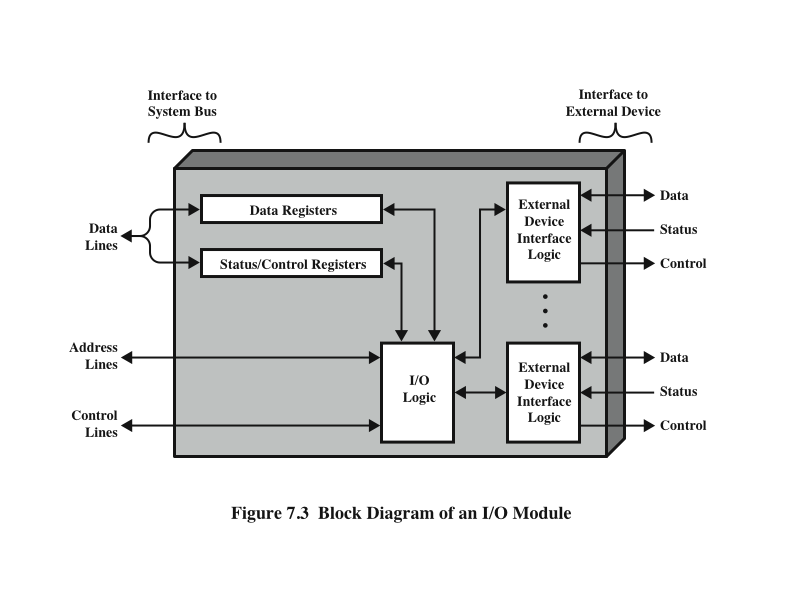 Interface to
System Bus
Interface to
External Device
Data
Lines
Data Registers
Status/Control Registers
Address
Lines
Control
Lines
I/O
Logic
External
Device
Interface
Logic
Data
Status
Control
External
Device
Interface
Logic
Data
Status
Control
Figure 7.3 Block Diagram of an I/O Module